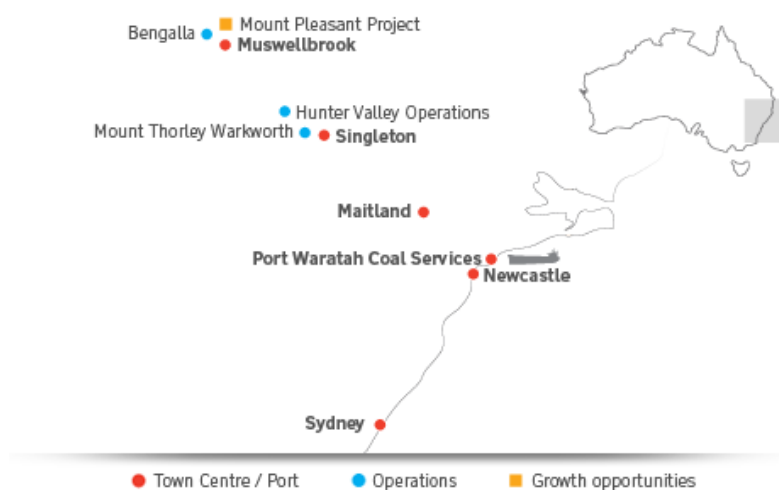 Mount Pleasant Project
Bengalla
Muswellbrook
Hunter Valley Operations
Mount Thorley Warkworth
Singleton
Maitland
Port Waratah Coal Services
Newcastle
Sydney
Town Centre / Port
Operations
Growth opportunities